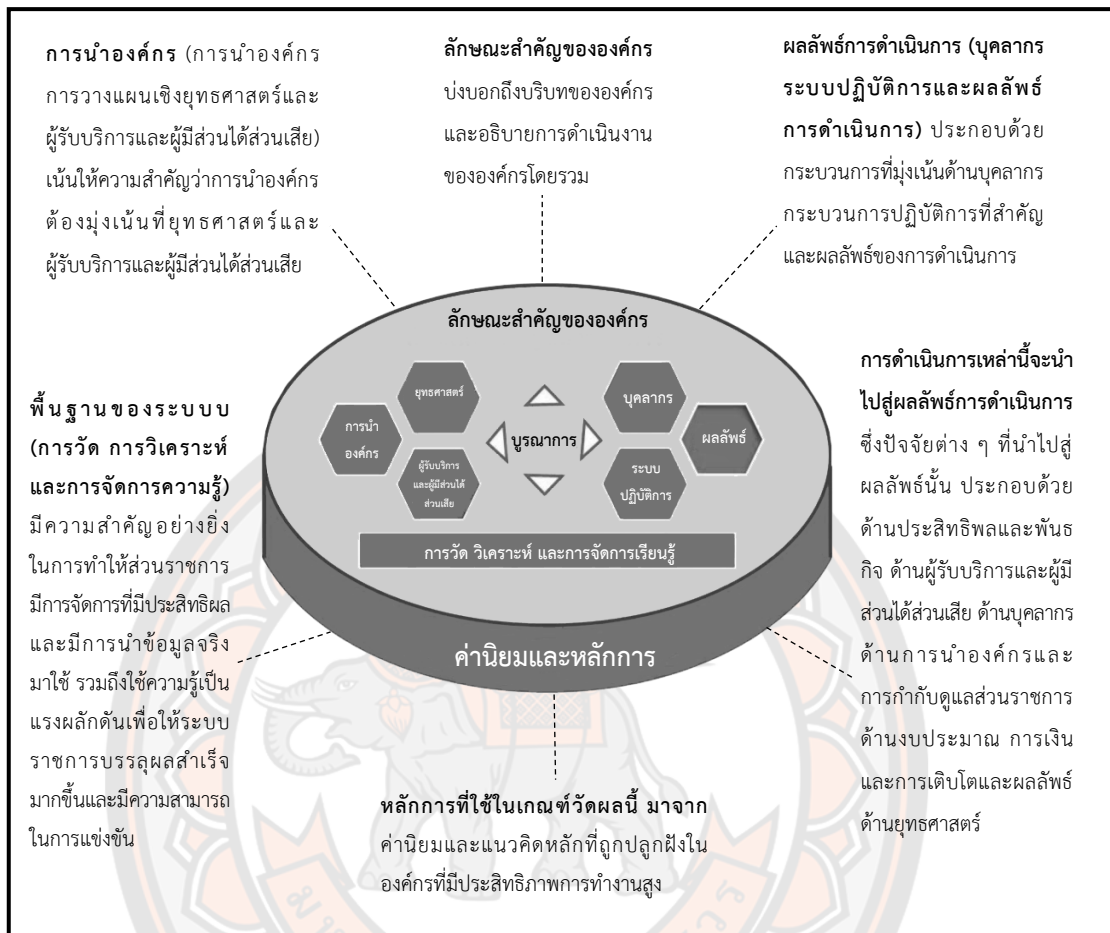 การนำองค์กร (การนำองค์กร
การวางแผนเชิงยุทธศาสตร์และ
ผู้รับบริการและผู้มีส่วนได้ส่วนเสีย)
เน้นให้ความสำคัญว่าการนำองค์กร
ต้องมุ่งเน้นที่ยุทธศาสตร์และ
ผู้รับบริการและผู้มีส่วนได้ส่วนเสีย
ลักษณะสำคัญขององค์กร
บ่งบอกถึงบริบทขององค์กร
และอธิบายการดำเนินงาน
ขององค์กรโดยรวม
ผลลัพธ์การดำเนินการ (บุคลากร
ระบบปฏิบัติการและผลลัพธ์
การดำเนินการ) ประกอบด้วย
กระบวนการที่มุ่งเน้นด้านบุคลากร
กระบวนการปฏิบัติการที่สำคัญ
และผลลัพธ์ของการดำเนินการ
ลักษณะสำคัญขององค์กร
ยุทธศาสตร์
การนำ
องค์กร
ผู้รับบริการ
และผู้มีส่วนได้
ส่วนเสีย
บูรณาการ
บุคลากร
ผลลัพธ์
ระบบ
ปฏิบัติการ
การวัด วิเคราะห์ และการจัดการเรียนรู้
ค่านิยมและหลักการ
พื้นฐานของระบบบ
(การวัด การวิเคราะห์
และการจัดการความรู้)
มีความสำคัญอย่างยิ่ง
ในการทำให้ส่วนราชการ
มีการจัดการที่มีประสิทธิผล
และมีการนำข้อมูลจริง
มาใช้ รวมถึงใช้ความรู้เป็น
แรงผลักดันเพื่อให้ระบบ
ราชการบรรลุผลสำเร็จ
มากขึ้นและมีความสามารถ
ในการแข่งขัน
การดำเนินการเหล่านี้จะนำ
ไปสู่ผลลัพธ์การดำเนินการ
ซึ่งปัจจัยต่าง ๆ ที่นำไปสู่
ผลลัพธ์นั้น ประกอบด้วย
ด้านประสิทธิพลและพันธ
กิจ ด้านผู้รับบริการและผู้มี
ส่วนได้ส่วนเสีย ด้านบุคลากร
ด้านการนำองค์กรและ
การกำกับดูแลส่วนราชการ
ด้านงบประมาณ การเงิน
และการเติบโตและผลลัพธ์
ด้านยุทธศาสตร์
หลักการที่ใช้ในเกณฑ์วัดผลนี้ มาจาก
ค่านิยมและแนวคิดหลักที่ถูกปลูกฝังใน
องค์กรที่มีประสิทธิภาพการทำงานสูง